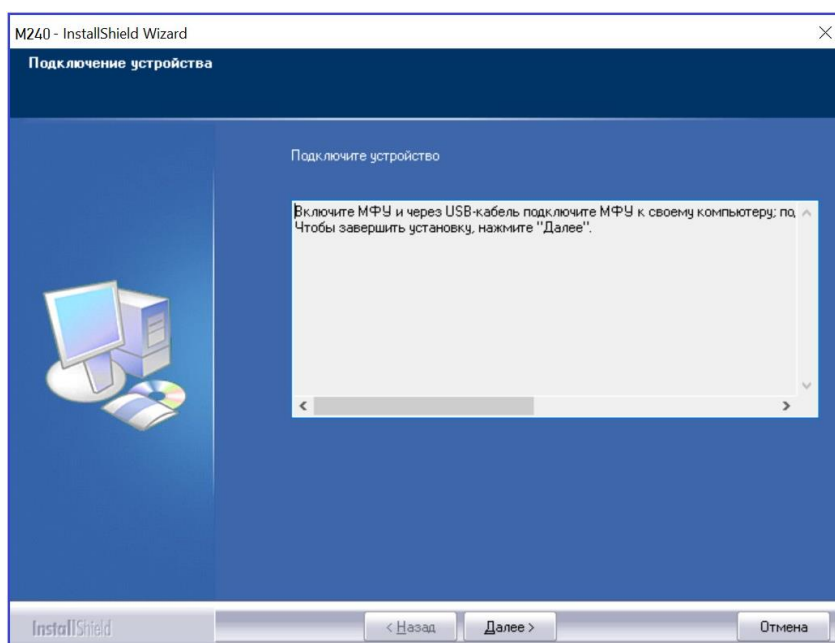 M240 - InstallShield Wizard
Подключение устройства
Подключите устройство
Включите МФУ и через USB-кабель подключите МФУ к своему компьютеру; по
Чтобы завершить установку, нажмите "Далее".
InstallShield
< Назад
Далее >
Отмена